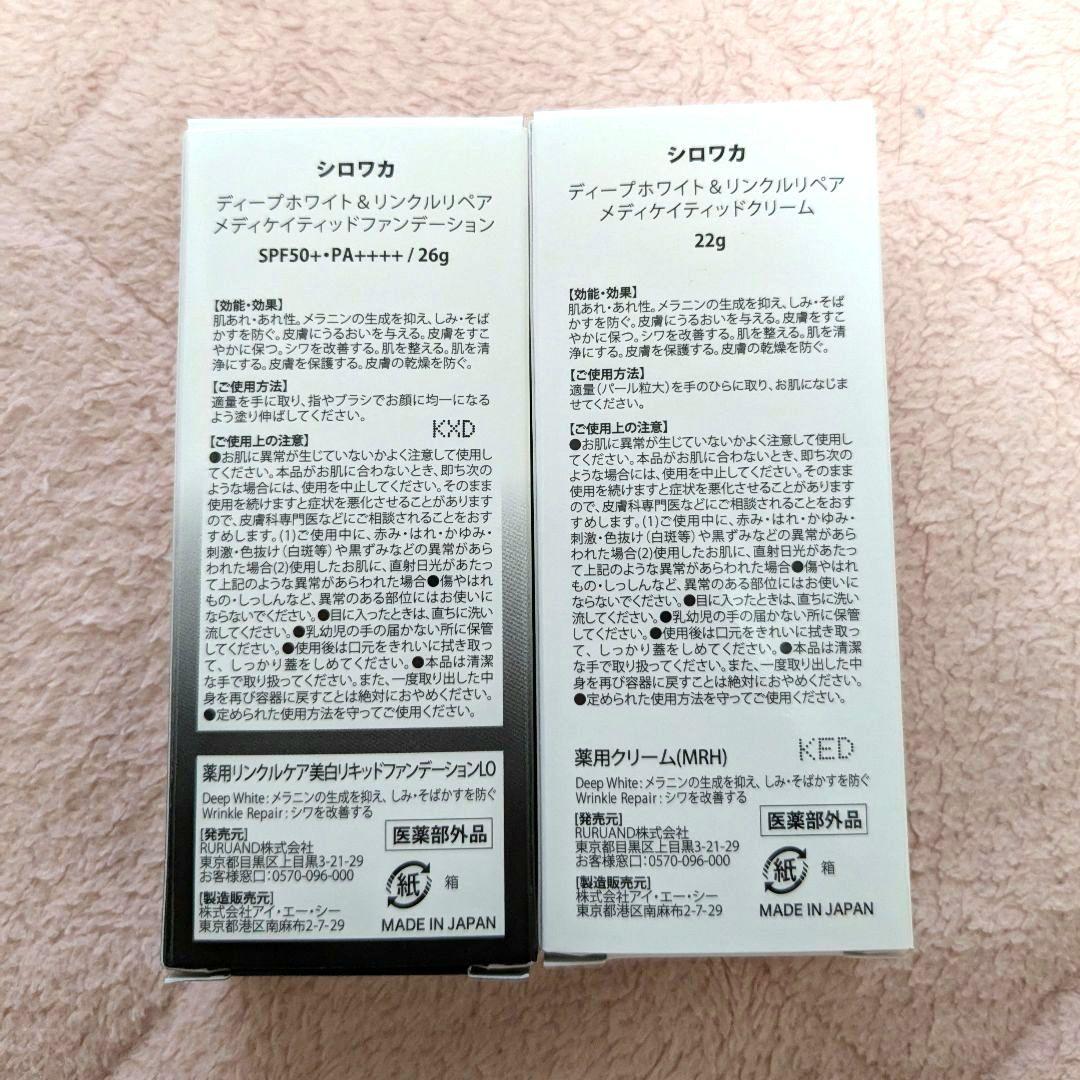 シロワカ
ディープホワイト＆リンクルリペア
メディケイティッドファンデーション
SPF50+・PA++++ / 26g
【効能・効果】
肌あれ・あれ性。メラニンの生成を抑え、しみ・そば
かすを防ぐ。皮膚にうるおいを与える。皮膚をすこ
やかに保つ。シワを改善する。肌を整える。肌を清
浄にする。皮膚を保護する。皮膚の乾燥を防ぐ。
【ご使用方法】
適量を手に取り、指やブラシでお顔に均一になる
よう塗り伸ばしてください。
KXD
【ご使用上の注意】
●お肌に異常が生じていないかよく注意して使用し
てください。本品がお肌に合わないとき、即ち次の
ような場合には、使用を中止してください。そのまま
使用を続けますと症状を悪化させることがあります
ので、皮膚科専門医などにご相談されることをおす
すめします。(1)ご使用中に、赤み・はれ・かゆみ・
刺激・色抜け(白斑等)や黒ずみなどの異常があら
われた場合(2)使用したお肌に、直射日光があたっ
て上記のような異常があらわれた場合●傷やはれ
もの・しっしんなど、異常のある部位にはお使いに
ならないでください。●目に入ったときは、直ちに洗い
流してください。●乳幼児の手の届かない所に保管
してください。●使用後は口元をきれいに拭き取っ
て、しっかり蓋をしめてください。●本品は清潔
な手で取り扱ってください。また、一度取り出した中
身を再び容器に戻すことは絶対におやめください。
●定められた使用方法を守ってご使用ください。
薬用リンクルケア美白リキッドファンデーションLO
Deep White : メラニンの生成を抑え、しみ・そばかすを防ぐ
Wrinkle Repair : シワを改善する
[発売元]
RURUAND株式会社
東京都目黒区上目黒3-21-29
お客様窓口:0570-096-000
[製造販売元]
株式会社アイ・エー・シー
東京都港区南麻布2-7-29
医薬部外品
紙
箱
MADE IN JAPAN
シロワカ
ディープホワイト＆リンクルリペア
メディケイティッドクリーム
22g
【効能・効果】
肌あれ・あれ性。メラニンの生成を抑え、しみ・そば
かすを防ぐ。皮膚にうるおいを与える。皮膚をすこ
やかに保つ。シワを改善する。肌を整える。肌を清
浄にする。皮膚を保護する。皮膚の乾燥を防ぐ。
【ご使用方法】
適量(パール粒大)を手のひらに取り、お肌になじま
せてください。
【ご使用上の注意】
●お肌に異常が生じていないかよく注意して使用し
てください。本品がお肌に合わないとき、即ち次の
ような場合には、使用を中止してください。そのまま
使用を続けますと症状を悪化させることがあります
ので、皮膚科専門医などにご相談されることをおす
すめします。(1)ご使用中に、赤み・はれ・かゆみ・
刺激・色抜け(白斑等)や黒ずみなどの異常があら
われた場合(2)使用したお肌に、直射日光があたっ
て上記のような異常があらわれた場合●傷やはれ
もの・しっしんなど、異常のある部位にはお使いに
ならないでください。●目に入ったときは、直ちに洗い
流してください。●乳幼児の手の届かない所に保管
してください。●使用後は口元をきれいに拭き取っ
て、しっかり蓋をしめてください。●本品は清潔
な手で取り扱ってください。また、一度取り出した中
身を再び容器に戻すことは絶対におやめください。
●定められた使用方法を守ってご使用ください。
薬用クリーム(MRH)
KED
Deep White : メラニンの生成を抑え、しみ・そばかすを防ぐ
Wrinkle Repair : シワを改善する
[発売元]
RURUAND株式会社
東京都目黒区上目黒3-21-29
お客様窓口:0570-096-000
[製造販売元]
株式会社アイ・エー・シー
東京都港区南麻布2-7-29
医薬部外品
紙
箱
MADE IN JAPAN